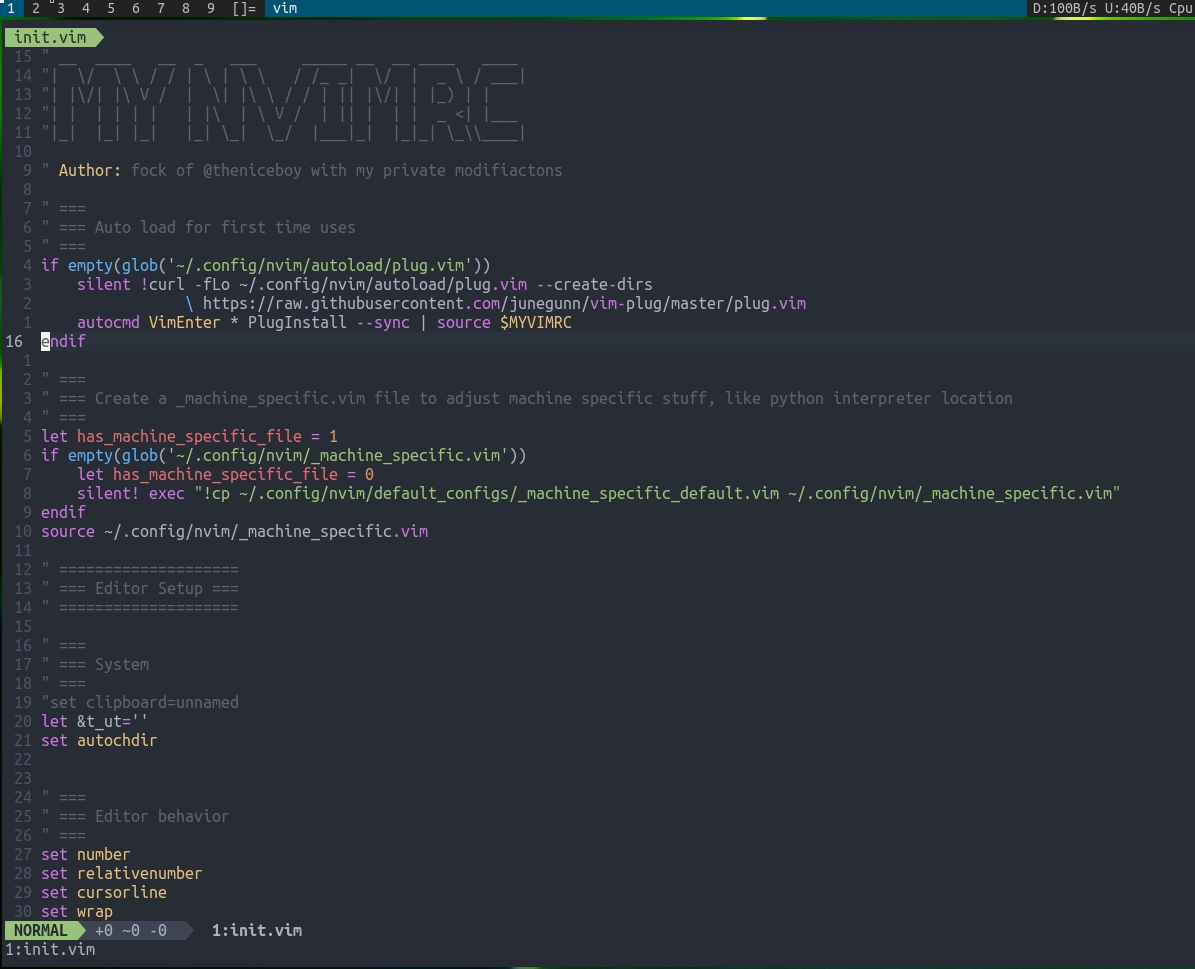 1 2 3 4 5 6 7 8 9 []= vim D:100B/s U:40B/s Cpu
init.vim
15 "  __  ____   __  _   ___     _____ __  __ ____   ____
14 "|  \/  \ \ / / | \ | \ \   / /_ _|  \/  |  _ \ / ___|
13 "| |\/| |\ V /  |  \| |\ \ / / | || |\/| | |_) | |
12 "| |  | | | |   | |\  | \ V /  | || |  | |  _ <| |___
11 "|_|  |_| |_|   |_| \_|  \_/  |___|_|  |_|_| \_\\____|
10
9 " Author: fock of @theniceboy with my private modifiactons
8
7 " ===
6 " === Auto load for first time uses
5 " ===
4 if empty(glob('~/.config/nvim/autoload/plug.vim'))
3     silent !curl -fLo ~/.config/nvim/autoload/plug.vim --create-dirs
2                 \ https://raw.githubusercontent.com/junegunn/vim-plug/master/plug.vim
1     autocmd VimEnter * PlugInstall --sync | source $MYVIMRC
16 endif
1
2 " ===
3 " === Create a _machine_specific.vim file to adjust machine specific stuff, like python interpreter location
4 " ===
5 let has_machine_specific_file = 1
6 if empty(glob('~/.config/nvim/_machine_specific.vim'))
7     let has_machine_specific_file = 0
8     silent! exec "!cp ~/.config/nvim/default_configs/_machine_specific_default.vim ~/.config/nvim/_machine_specific.vim"
9 endif
10 source ~/.config/nvim/_machine_specific.vim
11
12 " ====================
13 " === Editor Setup ===
14 " ====================
15
16 " ===
17 " === System
18 " ===
19 "set clipboard=unnamed
20 let &t_ut=''
21 set autochdir
22
23
24 " ===
25 " === Editor behavior
26 " ===
27 set number
28 set relativenumber
29 set cursorline
30 set wrap
NORMAL +0 ~0 -0 1:init.vim
1:init.vim